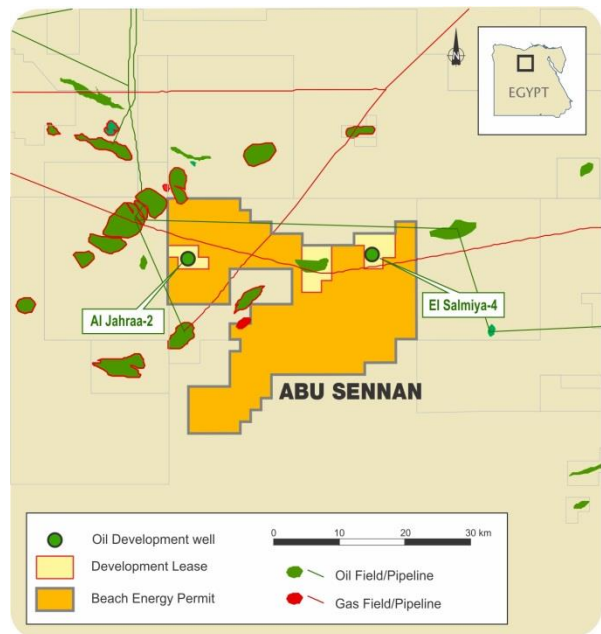 N
EGYPT
Al Jahraa-2
El Salmiya-4
ABU SENNAN
Oil Development well
Development Lease
Beach Energy Permit
0 10 20 30 km
Oil Field/Pipeline
Gas Field/Pipeline